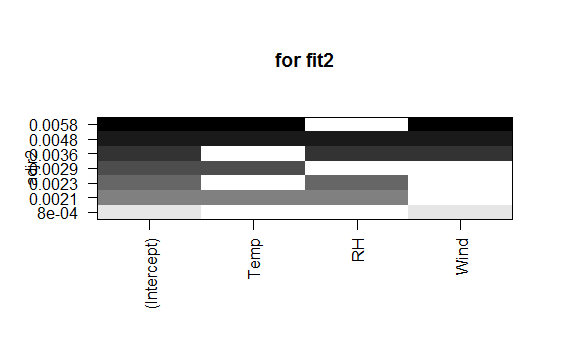 for fit2
adjr2
0.0058
0.0048
0.0036
0.0029
0.0023
0.0021
8e-04
(Intercept)
Temp
RH
Wind